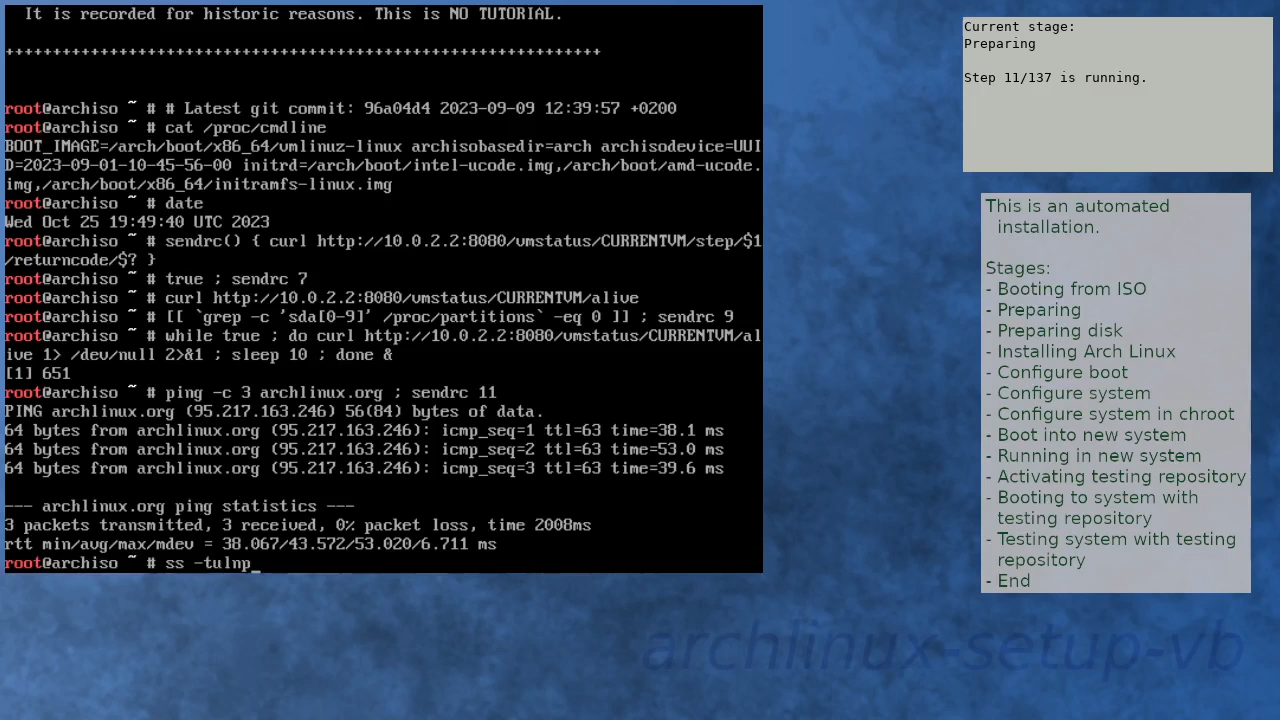 It is recorded for historic reasons. This is NO TUTORIAL.
+++++++++++++++++++++++++++++++++++++++++++++++++++++++++++++++
root@archiso ~ # # Latest git commit: 96a04d4 2023-09-09 12:39:57 +0200
root@archiso ~ # cat /proc/cmdline
BOOT_IMAGE=/arch/boot/x86_64/vmlinuz-linux archisobasedir=arch archisodevice=UUI
D=2023-09-01-10-45-56-00 initrd=/arch/boot/intel-ucode.img,/arch/boot/amd-ucode.
img,/arch/boot/x86_64/initramfs-linux.img
root@archiso ~ # date
Wed Oct 25 19:49:40 UTC 2023
root@archiso ~ # sendrc() { curl http://10.0.2.2:8080/vmstatus/CURRENTVM/step/$1
/returncode/$? }
root@archiso ~ # true ; sendrc 7
root@archiso ~ # curl http://10.0.2.2:8080/vmstatus/CURRENTVM/alive
root@archiso ~ # [[ `grep -c 'sda[0-9]' /proc/partitions` -eq 0 ]] ; sendrc 9
root@archiso ~ # while true ; do curl http://10.0.2.2:8080/vmstatus/CURRENTVM/al
ive 1> /dev/null 2>&1 ; sleep 10 ; done &
[1] 651
root@archiso ~ # ping -c 3 archlinux.org ; sendrc 11
PING archlinux.org (95.217.163.246) 56(84) bytes of data.
64 bytes from archlinux.org (95.217.163.246): icmp_seq=1 ttl=63 time=38.1 ms
64 bytes from archlinux.org (95.217.163.246): icmp_seq=2 ttl=63 time=53.0 ms
64 bytes from archlinux.org (95.217.163.246): icmp_seq=3 ttl=63 time=39.6 ms
--- archlinux.org ping statistics ---
3 packets transmitted, 3 received, 0% packet loss, time 2008ms
rtt min/avg/max/mdev = 38.067/43.572/53.020/6.711 ms
root@archiso ~ # ss -tulnp_
Current stage:
Preparing
Step 11/137 is running.
This is an automated
installation.
Stages:
- Booting from ISO
- Preparing
- Preparing disk
- Installing Arch Linux
- Configure boot
- Configure system
- Configure system in chroot
- Boot into new system
- Running in new system
- Activating testing repository
- Booting to system with
testing repository
- Testing system with testing
repository
- End
archlinux-setup-vb